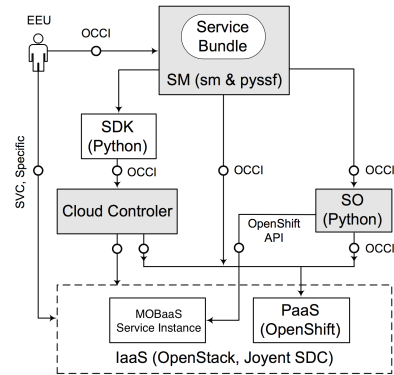 EEU
OCCI
Service
Bundle
SM (sm & pyssf)
SDK
(Python)
OCCI
OCCI
OCCI
SVC, Specific
Cloud Controler
SO
(Python)
OpenShift
API
OCCI
MOBaaS
Service Instance
PaaS
(OpenShift)
IaaS (OpenStack, Joyent SDC)